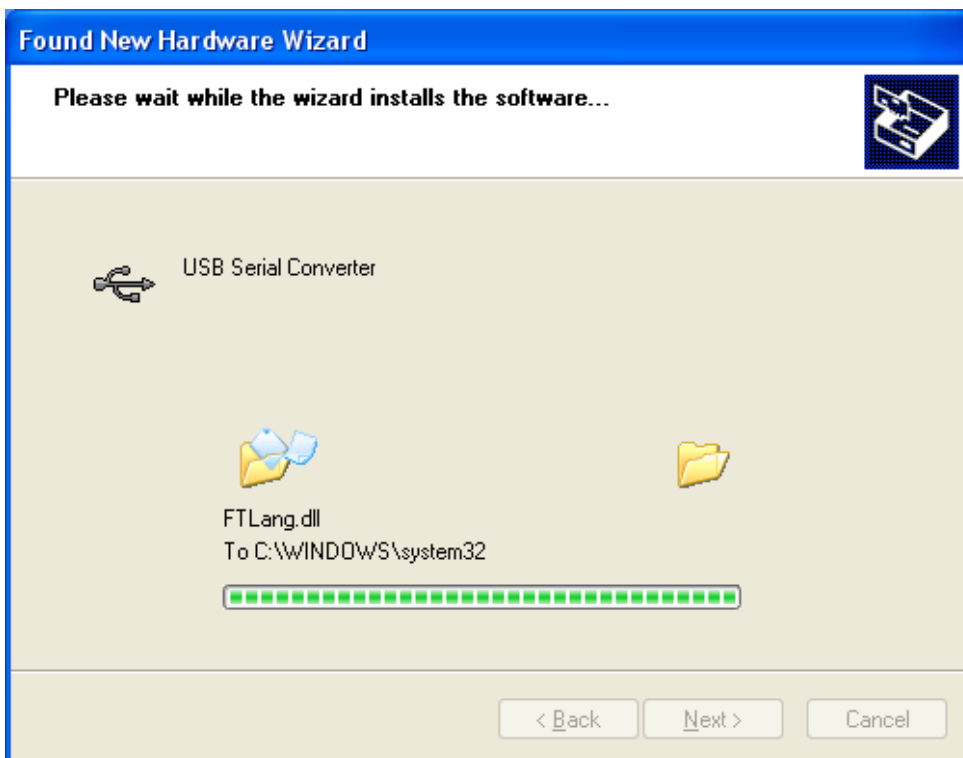 Found New Hardware Wizard
Please wait while the wizard installs the software...
USB Serial Converter
FTLang.dll
To C:\WINDOWS\system32
< Back
Next >
Cancel